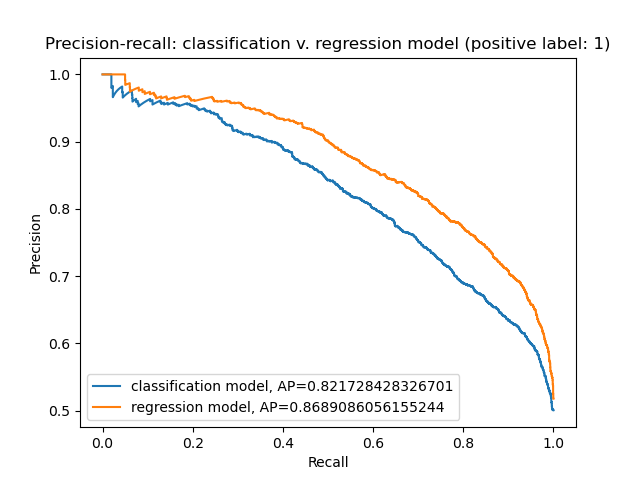 Precision-recall: classification v. regression model (positive label: 1)
1.0
0.9
0.8
0.7
0.6
0.5
Precision
classification model, AP=0.821728428326701
regression model, AP=0.8689086056155244
0.0 0.2 0.4 0.6 0.8 1.0
Recall